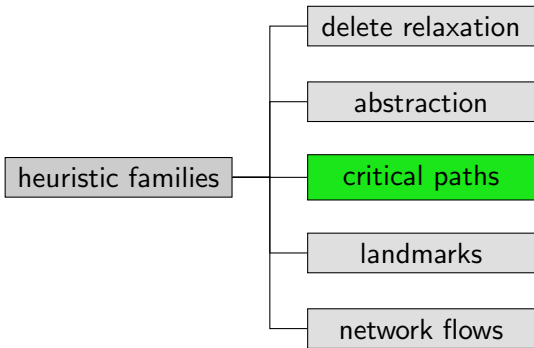 delete relaxation
abstraction
heuristic families
critical paths
landmarks
network flows